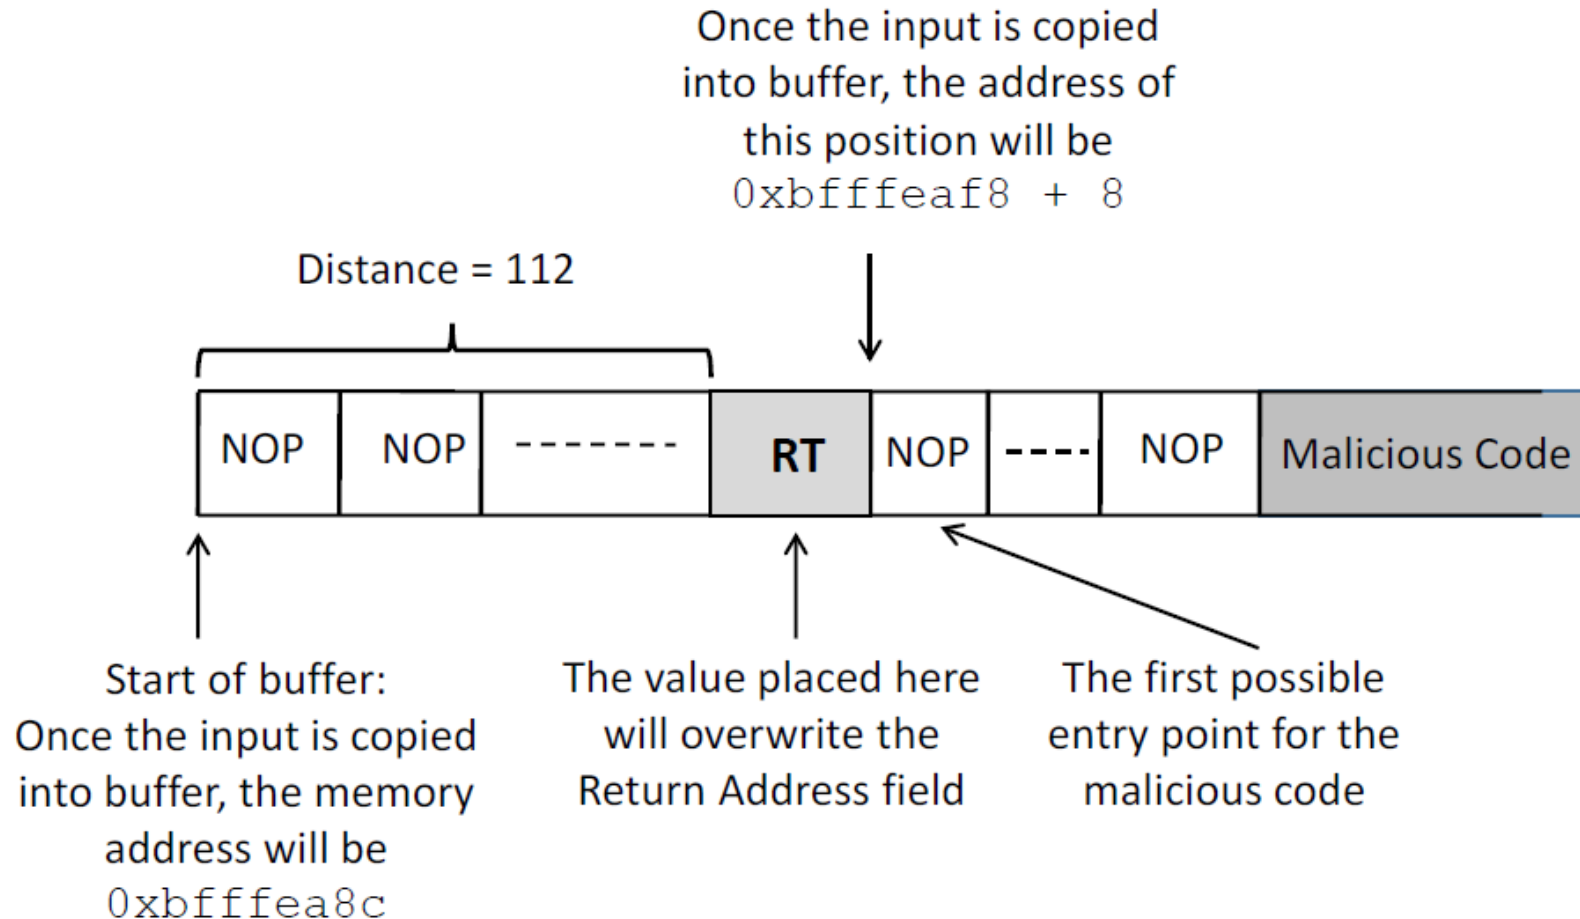 Once the input is copied
into buffer, the address of
this position will be
0xbfffeaf8 + 8
Distance = 112
NOP
NOP
RT
NOP
NOP
Malicious Code
Start of buffer:
Once the input is copied
into buffer, the memory
address will be
0xbfffea8c
The value placed here
will overwrite the
Return Address field
The first possible
entry point for the
malicious code